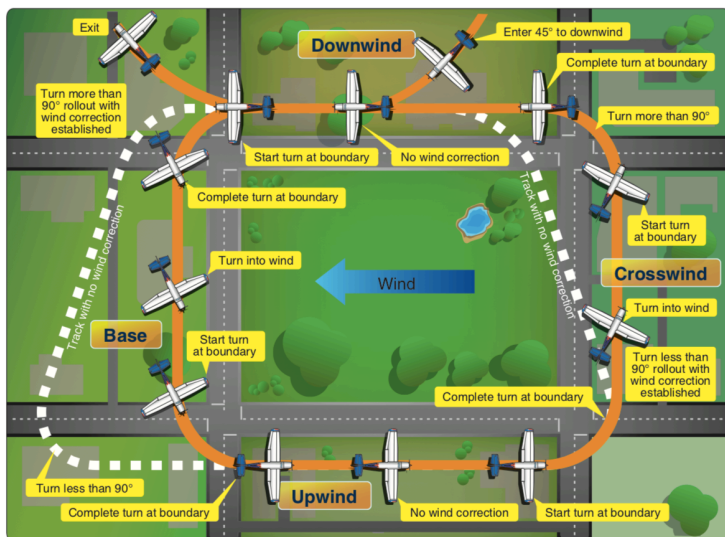 Exit
Downwind
Enter 45° to downwind
Complete turn at boundary
Turn more than
90° rollout with
wind correction
established
Turn more than 90°
Start turn at boundary
No wind correction
Complete turn at boundary
Start turn
at boundary
Track with no wind correction
Track with no wind correction
Turn into wind
Crosswind
Wind
Turn into wind
Base
Start turn
at boundary
Turn less than
90° rollout with
wind correction
established
Complete turn at boundary
Turn less than 90°
Upwind
Complete turn at boundary
No wind correction
Start turn at boundary